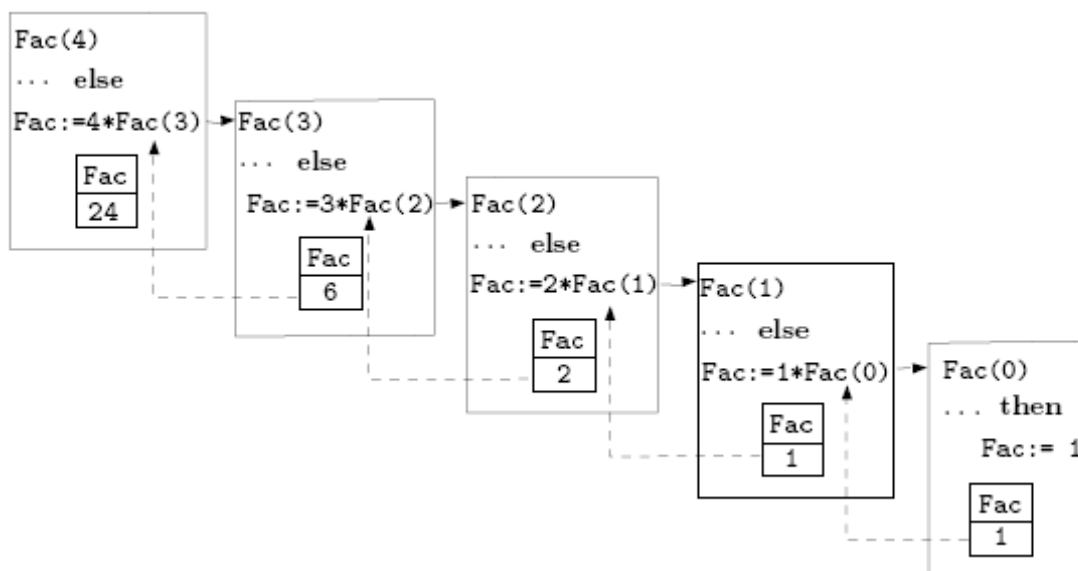 Fac(4)
... else
Fac:=4*Fac(3)
Fac
24
Fac(3)
... else
Fac:=3*Fac(2)
Fac
6
Fac(2)
... else
Fac:=2*Fac(1)
Fac
2
Fac(1)
... else
Fac:=1*Fac(0)
Fac
1
Fac(0)
... then
Fac:= 1
Fac
1